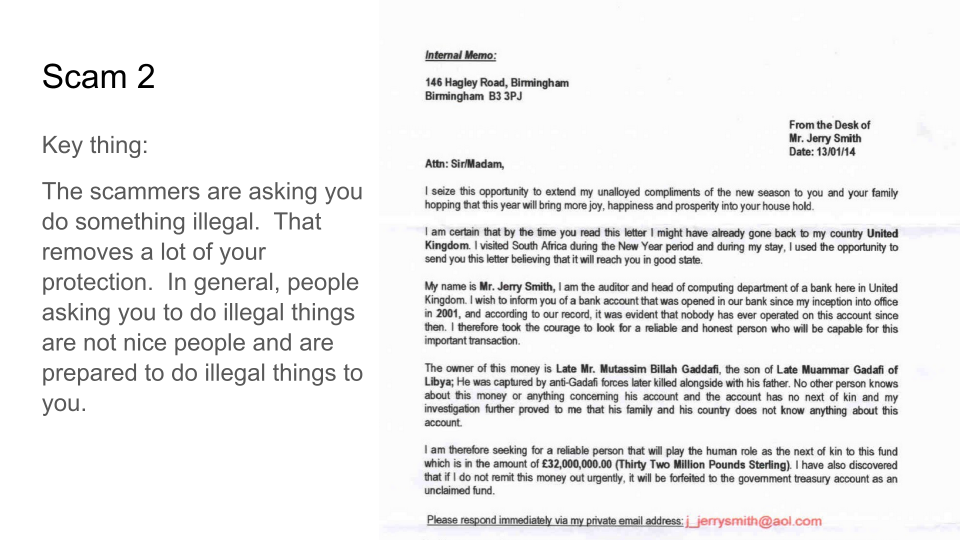 Scam 2
Key thing:
The scammers are asking you
do something illegal.  That
removes a lot of your
protection.  In general, people
asking you to do illegal things
are not nice people and are
prepared to do illegal things to
you.
Internal Memo:
146 Hagley Road, Birmingham
Birmingham  B3 3PJ
From the Desk of
Mr. Jerry Smith
Date: 13/01/14
Attn: Sir/Madam,
I seize this opportunity to extend my unalloyed compliments of the new season to you and your family
hopping that this year will bring more joy, happiness and prosperity into your house hold.
I am certain that by the time you read this letter I might have already gone back to my country United
Kingdom. I visited South Africa during the New Year period and during my stay, I used the opportunity to
send you this letter believing that it will reach you in good state.
My name is Mr. Jerry Smith, I am the auditor and head of computing department of a bank here in United
Kingdom. I wish to inform you of a bank account that was opened in our bank since my inception into office
in 2001, and according to our record, it was evident that nobody has ever operated on this account since
then. I therefore took the courage to look for a reliable and honest person who will be capable for this
important transaction.
The owner of this money is Late Mr. Mutassim Billah Gaddafi, the son of Late Muammar Gadafi of
Libya; He was captured by anti-Gadafi forces later killed alongside with his father. No other person knows
about this money or anything concerning his account and the account has no next of kin and my
investigation further proved to me that his family and his country does not know anything about this
account.
I am therefore seeking for a reliable person that will play the human role as the next of kin to this fund
which is in the amount of £32,000,000.00 (Thirty Two Million Pounds Sterling). I have also discovered
that if I do not remit this money out urgently, it will be forfeited to the government treasury account as an
unclaimed fund.
Please respond immediately via my private email address: j_jerrysmith@aol.com